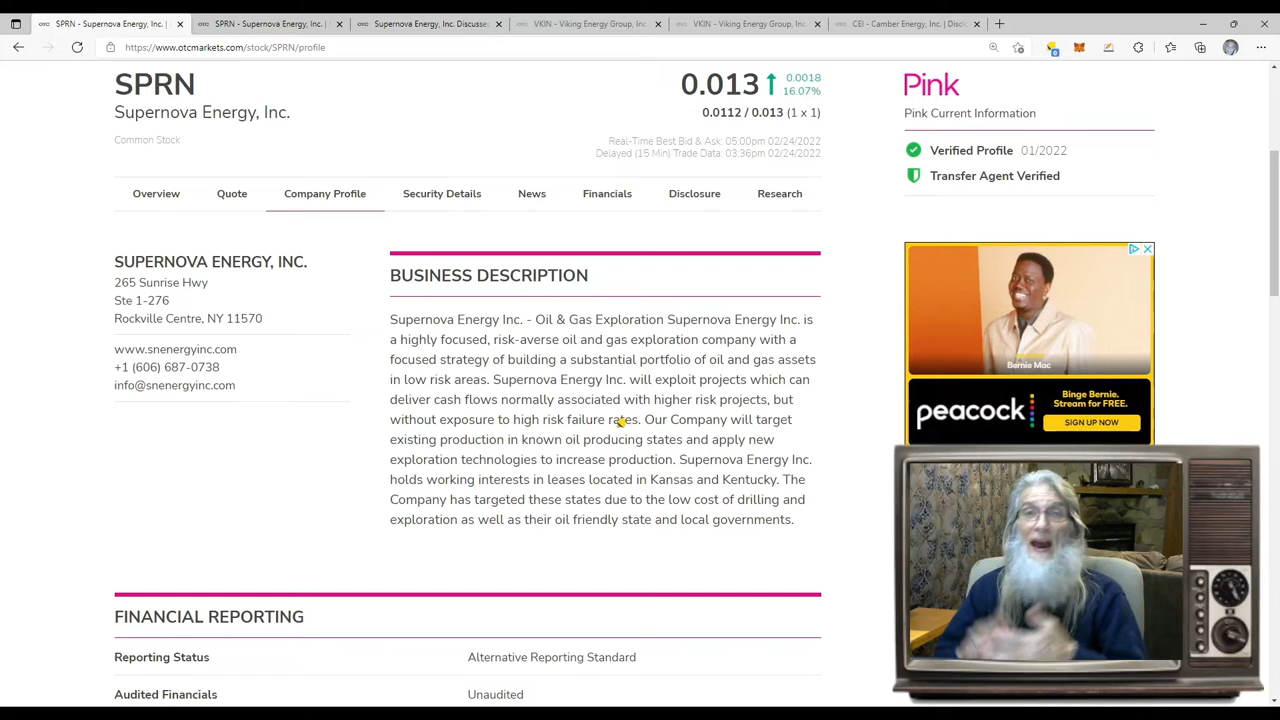 SPRN - Supernova Energy, Inc. |
SPRN - Supernova Energy, Inc. |
Supernova Energy, Inc. Discusses
VKIN - Viking Energy Group, Inc.
VKIN - Viking Energy Group, Inc.
CEI - Camber Energy, Inc. | Discl
https://www.otcmarkets.com/stock/SPRN/profile
SPRN
Supernova Energy, Inc.
Common Stock
0.013
0.0018
16.07%
0.0112 / 0.013 (1 x 1)
Real-Time Best Bid & Ask: 05:00pm 02/24/2022
Delayed (15 Min) Trade Data: 03:36pm 02/24/2022
Pink
Pink Current Information
Verified Profile 01/2022
Transfer Agent Verified
Overview Quote Company Profile Security Details News Financials Disclosure Research
SUPERNOVA ENERGY, INC.
265 Sunrise Hwy
Ste 1-276
Rockville Centre, NY 11570
www.snenergyinc.com
+1 (606) 687-0738
info@snenergyinc.com
BUSINESS DESCRIPTION
Supernova Energy Inc. - Oil & Gas Exploration Supernova Energy Inc. is
a highly focused, risk-averse oil and gas exploration company with a
focused strategy of building a substantial portfolio of oil and gas assets
in low risk areas. Supernova Energy Inc. will exploit projects which can
deliver cash flows normally associated with higher risk projects, but
without exposure to high risk failure rates. Our Company will target
existing production in known oil producing states and apply new
exploration technologies to increase production. Supernova Energy Inc.
holds working interests in leases located in Kansas and Kentucky. The
Company has targeted these states due to the low cost of drilling and
exploration as well as their oil friendly state and local governments.
Bernie Mac
peacock
Binge Bernie.
Stream for FREE.
SIGN UP NOW
FINANCIAL REPORTING
Reporting Status Alternative Reporting Standard
Audited Financials Unaudited